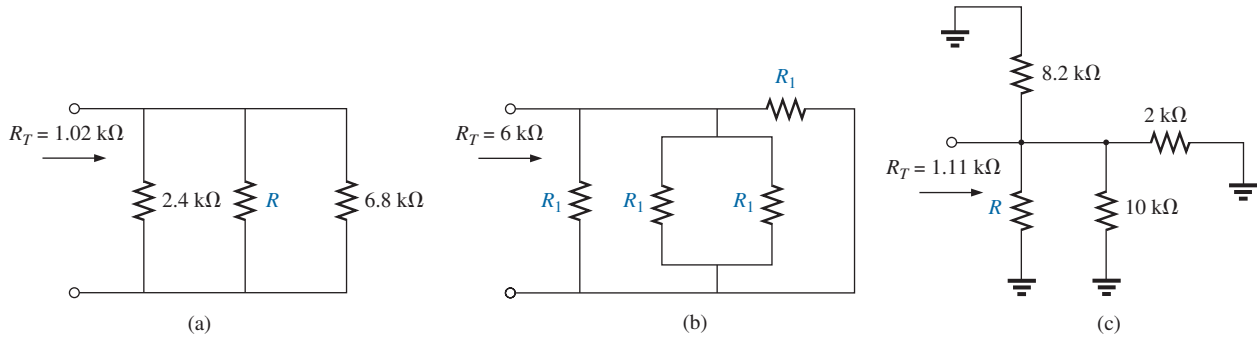 R_T = 1.02 kΩ
2.4 kΩ
R
6.8 kΩ
(a)
R_T = 6 kΩ
R_1
R_1
R_1
R_1
(b)
8.2 kΩ
2 kΩ
R_T = 1.11 kΩ
R
10 kΩ
(c)